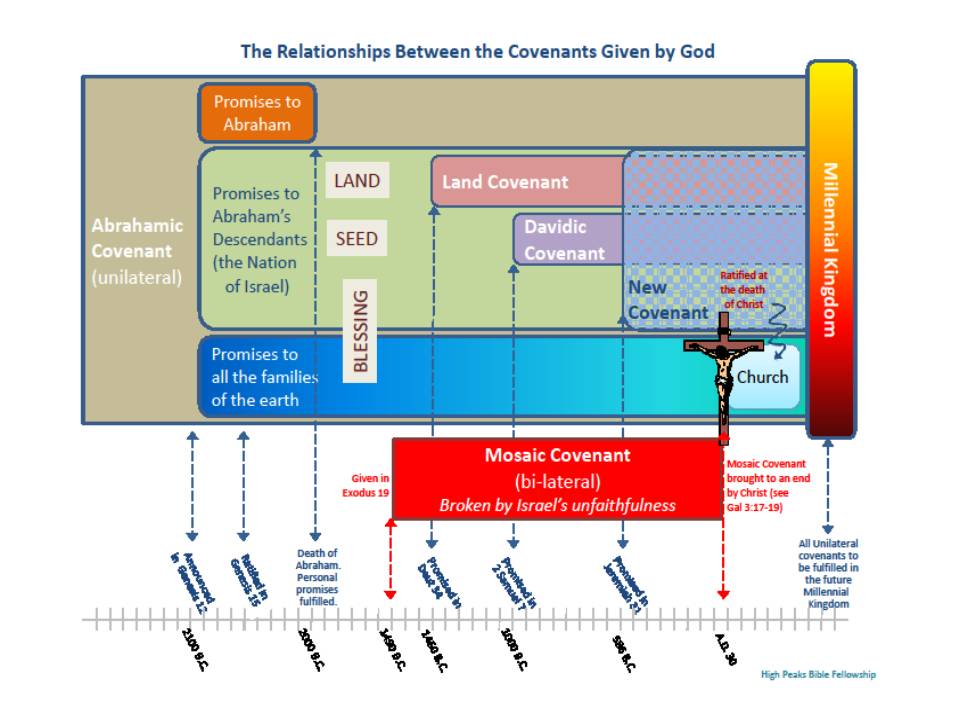 The Relationships Between the Covenants Given by God
Promises to
Abraham
Abrahamic
Covenant
(unilateral)
Promises to
Abraham's
Descendants
(the Nation
of Israel)
LAND
SEED
BLESSING
Land Covenant
Davidic
Covenant
New
Covenant
Ratified at
the death
of Christ
Millennial Kingdom
Promises to
all the families
of the earth
Church
Given in
Exodus 19
Mosaic Covenant
(bi-lateral)
Broken by Israel's unfaithfulness
Mosaic Covenant
brought to an end
by Christ (see
Gal 3:17-19)
Announced
in Genesis 12
Ratified in
Genesis 15
Death of
Abraham.
Personal
promises
fulfilled.
Promised in
Promised in
2 Samuel 7
Promised in
Jeremiah 31
All Unilateral
covenants to
be fulfilled in
the future
Millennial
Kingdom
2100 B.C.
2000 B.C.
1450 B.C.
1000 B.C.
586 B.C.
A.D. 30
High Peaks Bible Fellowship